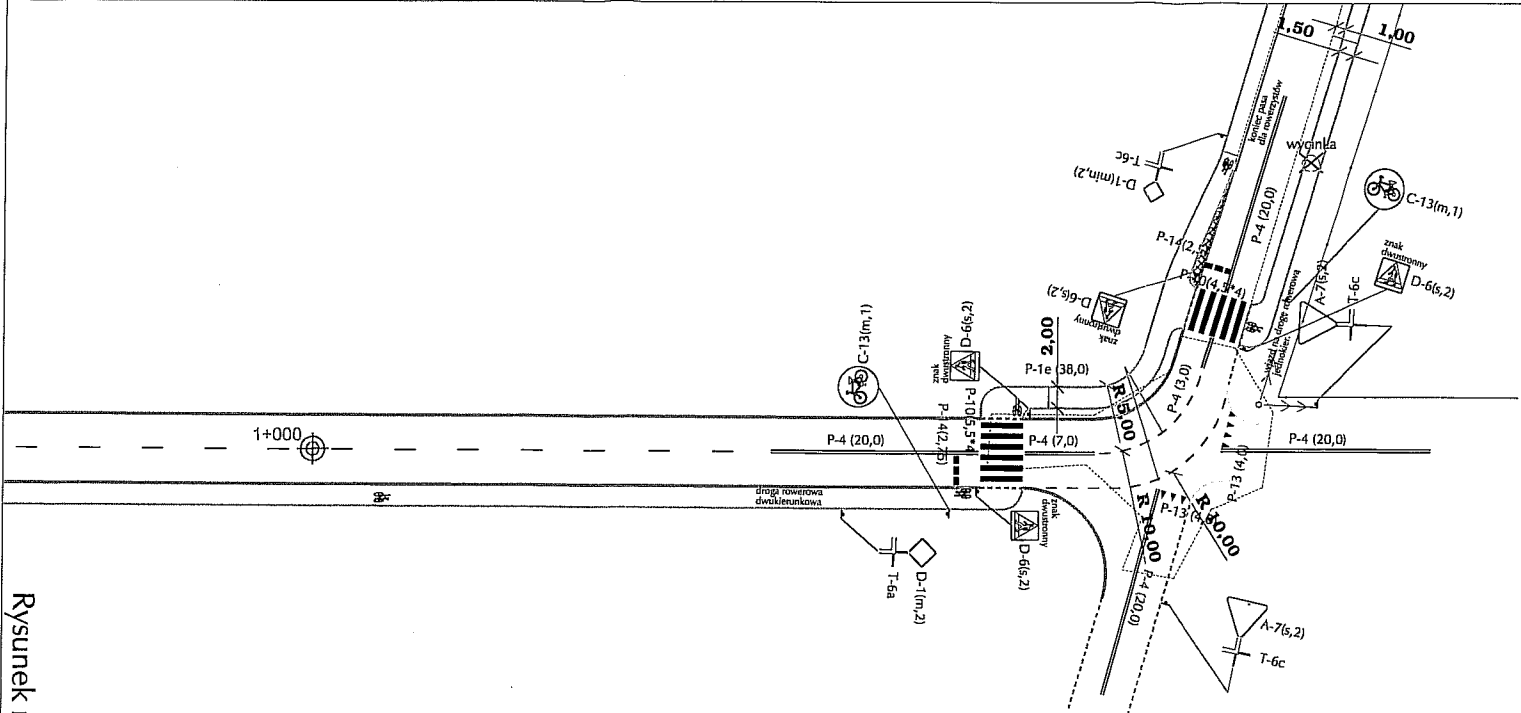 1,50
1,00
koniec pasa
dla rowerzystów
wycinka
T-6c
D-1(min,2)
C-13(m,1)
P-4 (20,0)
P-14(2,
znak
dwustronny
D-6(s,2)
A-7(s,2)
T-6c
D-6(s,2)
znak
dwustronny
P-10(4,5*4)
wjazd na drogę rowerową
jednokier.
C-13(m,1)
znak
dwustronny
D-6(s,2)
2,00
P-1e (38,0)
R 5,00
P-4 (3,0)
P-10(5,5*4
P-14(2,75)
1+000
P-4 (20,0)
P-4 (7,0)
P-4 (20,0)
P-13 (4,0)
P-13 (4,
R 10,00
R 10,00
droga rowerowa
dwukierunkowa
znak
dwustronny
D-6(s,2)
D-1(m,2)
T-6a
P-4 (20,0)
A-7(s,2)
T-6c
Rysunek